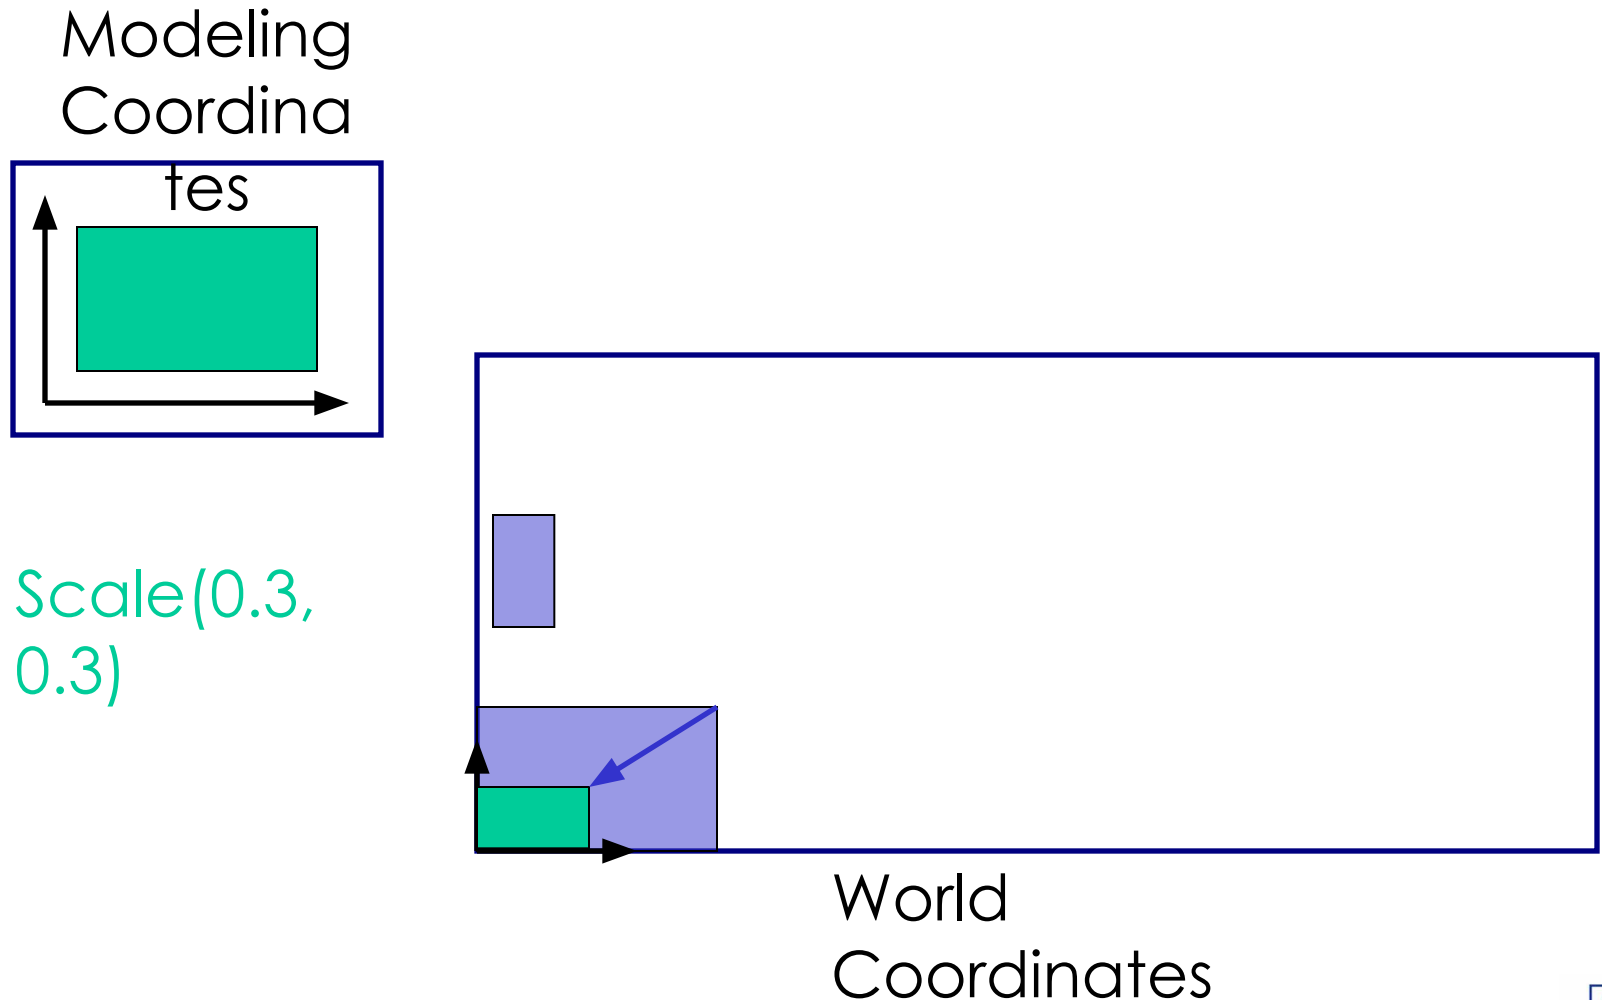 Modeling
Coordina
tes
Scale(0.3,
0.3)
World
Coordinates